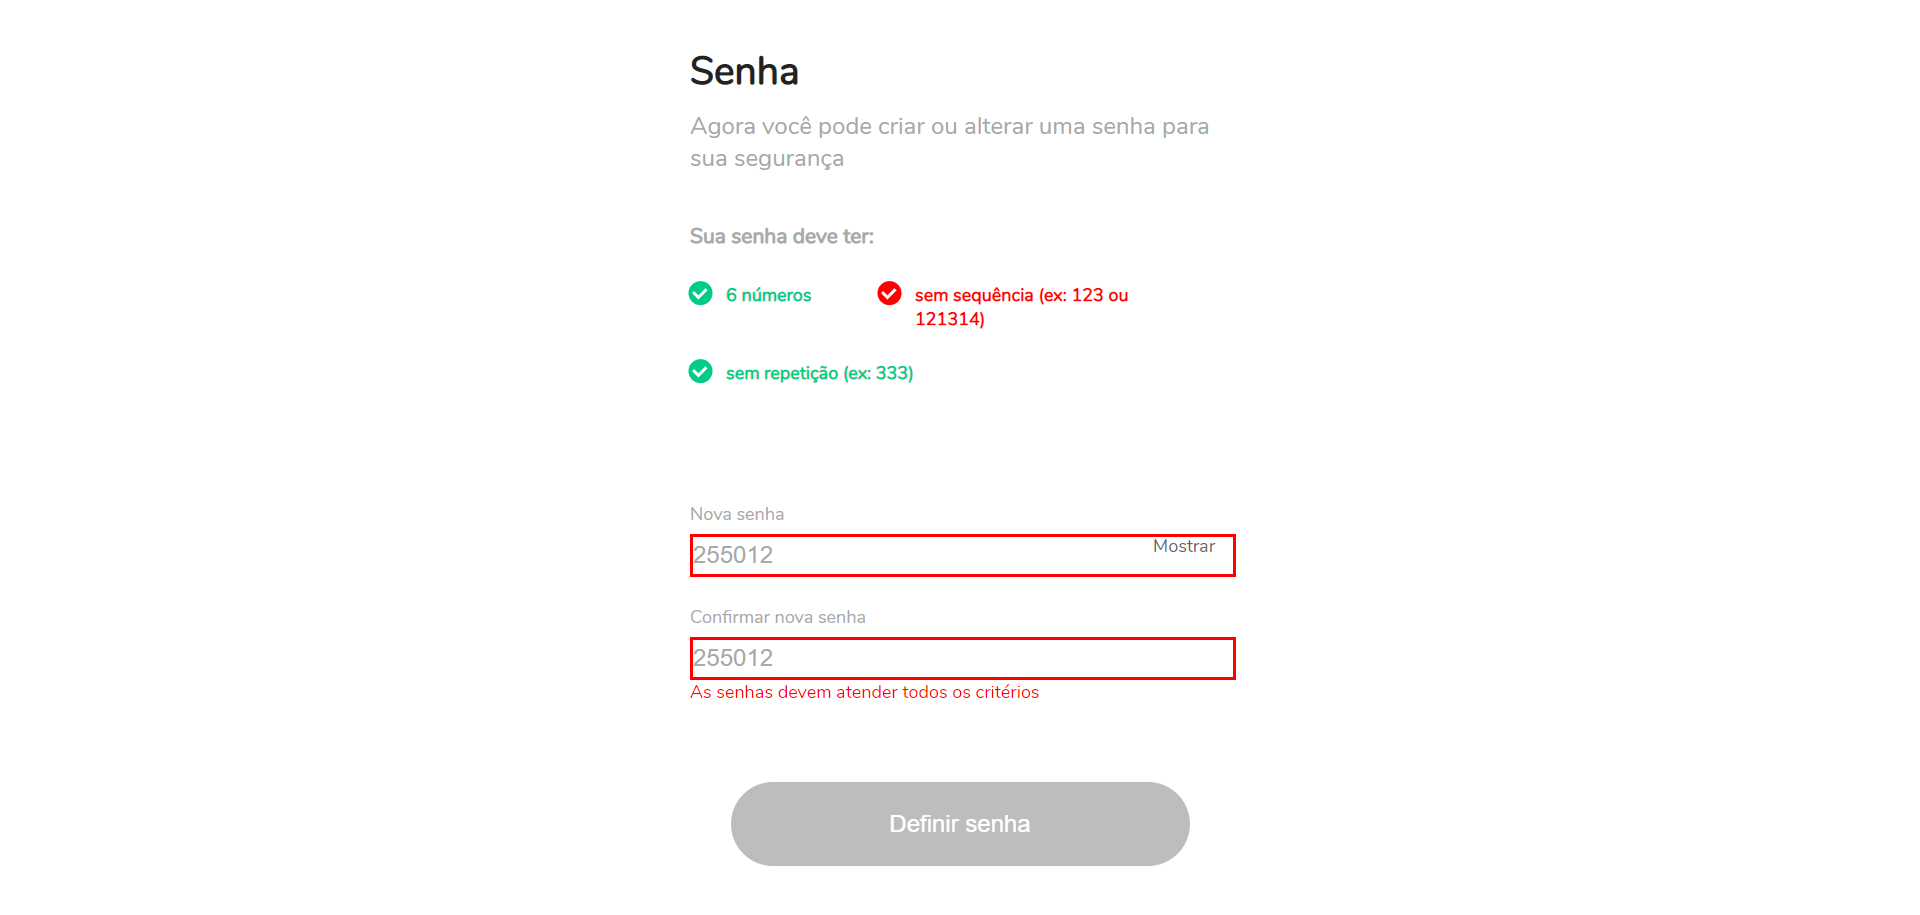 Senha
Agora você pode criar ou alterar uma senha para
sua segurança
Sua senha deve ter:
6 números
sem sequência (ex: 123 ou
121314)
sem repetição (ex: 333)
Nova senha
255012
Mostrar
Confirmar nova senha
255012
As senhas devem atender todos os critérios
Definir senha